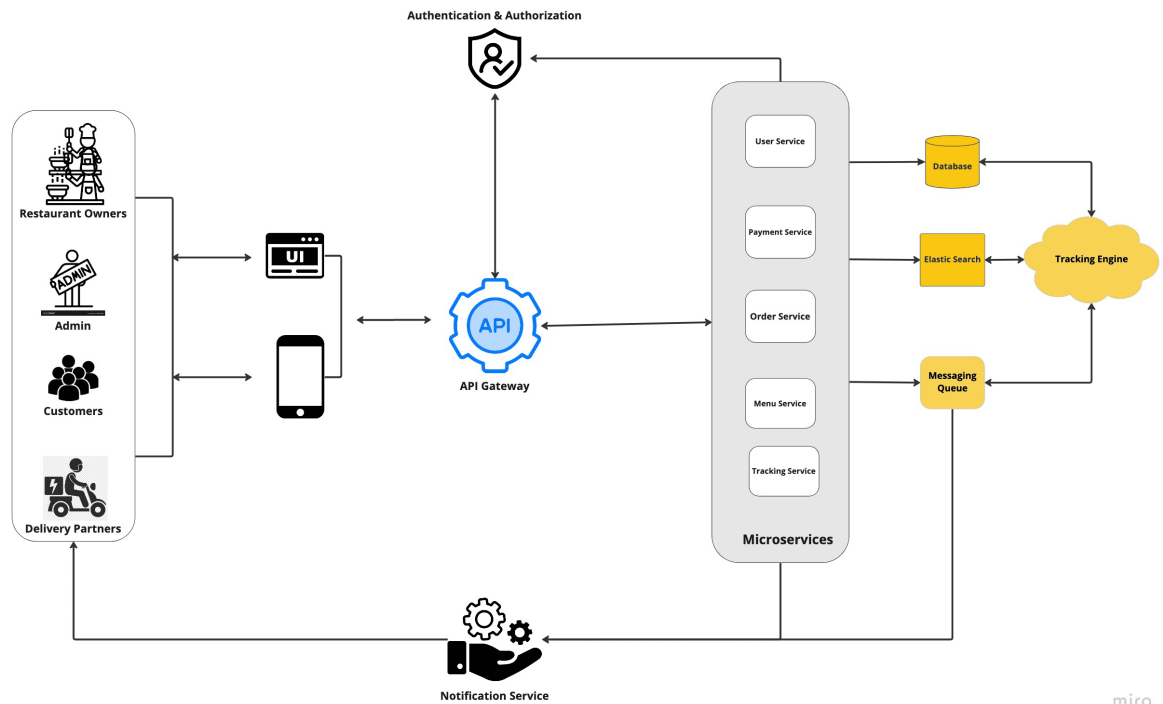 Authentication & Authorization
Restaurant Owners
ADMIN
Admin
Customers
Delivery Partners
UI
API
API Gateway
User Service
Payment Service
Order Service
Menu Service
Tracking Service
Microservices
Database
Elastic Search
Messaging
Queue
Tracking Engine
Notification Service
miro